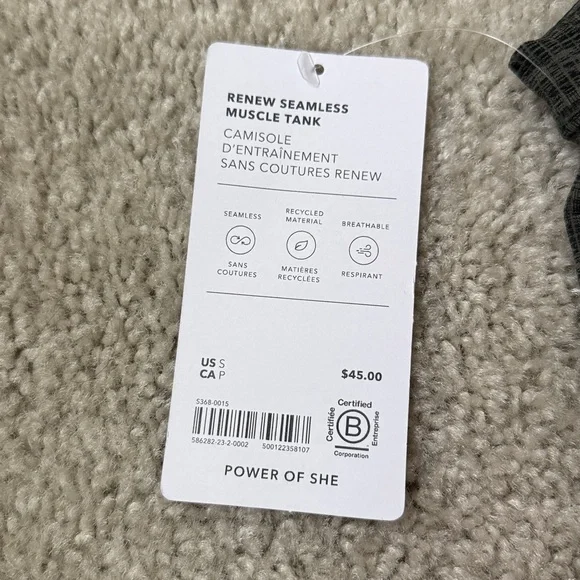 RENEW SEAMLESS
MUSCLE TANK
CAMISOLE
D'ENTRAÎNEMENT
SANS COUTURES RENEW
SEAMLESS
SANS
COUTURES
RECYCLED
MATERIAL
MATIÈRES
RECYCLÉES
BREATHABLE
RESPIRANT
US S
CA P
$45.00
S368-0015
586282-23-2-0002 500122358107
Certified
Certifiée
B
Entreprise
Corporation
POWER OF SHE